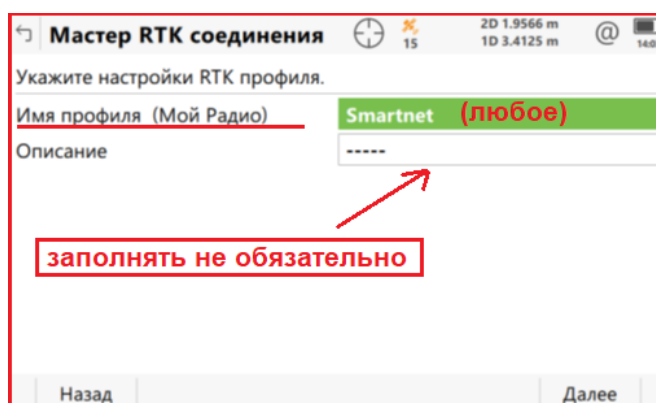 Мастер RTK соединения
15
2D 1.9566 m
1D 3.4125 m
@
Укажите настройки RTK профиля.
Имя профиля (Мой Радио) Smartnet (любое)
Описание -----
заполнять не обязательно
Назад Далее